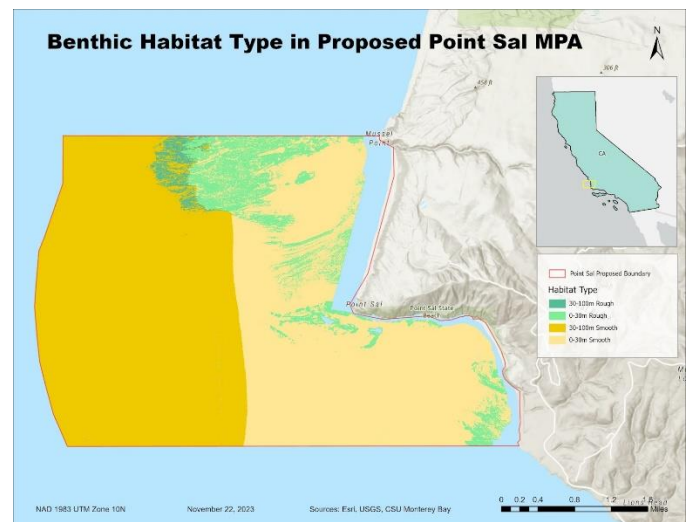 Benthic Habitat Type in Proposed Point Sal MPA
N
Mussel
Point
CA
Point Sal
Point Sal State
Beach
Point Sal Proposed Boundary
Habitat Type
30-100m Rough
0-30m Rough
30-100m Smooth
0-30m Smooth
0 0.2 0.4 0.8 1.2 1.6
Miles
NAD 1983 UTM Zone 10N
November 22, 2023
Sources: Esri, USGS, CSU Monterey Bay